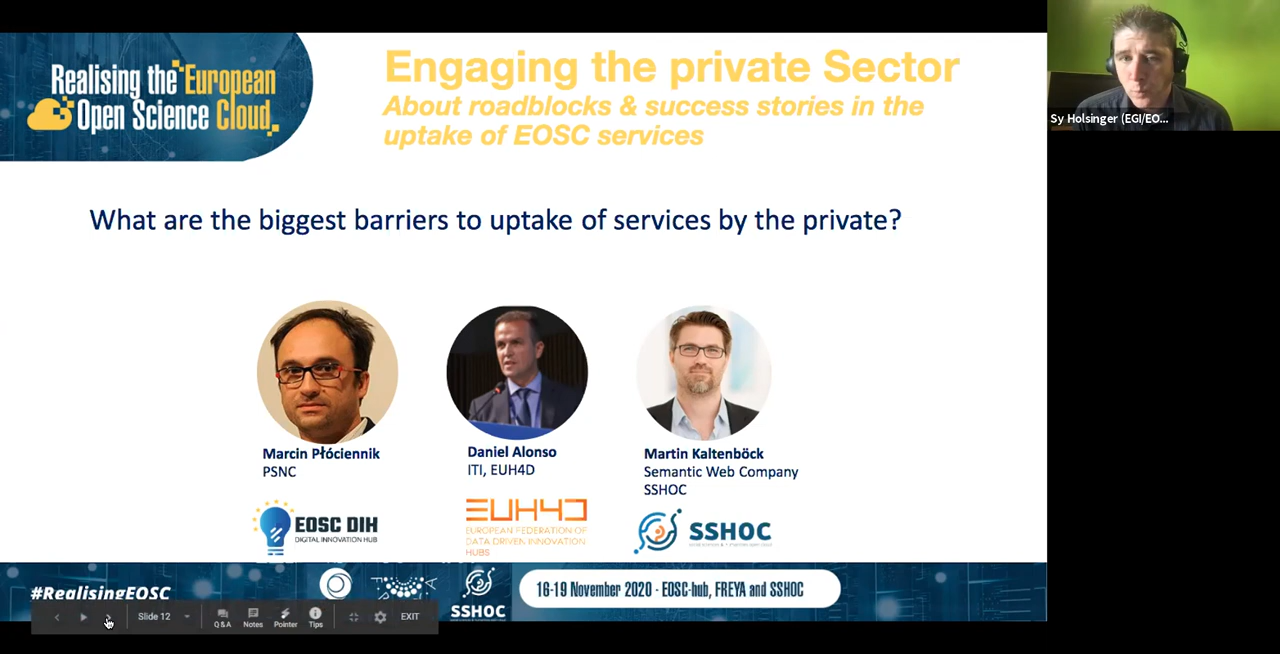 Realising the European
Open Science Cloud
Engaging the private Sector
About roadblocks & success stories in the
uptake of EOSC services
Sy Holsinger (EGI/EO...
What are the biggest barriers to uptake of services by the private?
Marcin Płóciennik
PSNC
Daniel Alonso
ITI, EUH4D
Martin Kaltenböck
Semantic Web Company
SSHOC
EOSC DIH
DIGITAL INNOVATION HUB
EUH4D
EUROPEAN FEDERATION OF
DATA DRIVEN INNOVATION
HUBS
SSHOC
#RealisingEOSC
SSHOC
16-19 November 2020 - EOSC-hub, FREYA and SSHOC
Slide 12
Q & A
Notes
Pointer
Tips
EXIT